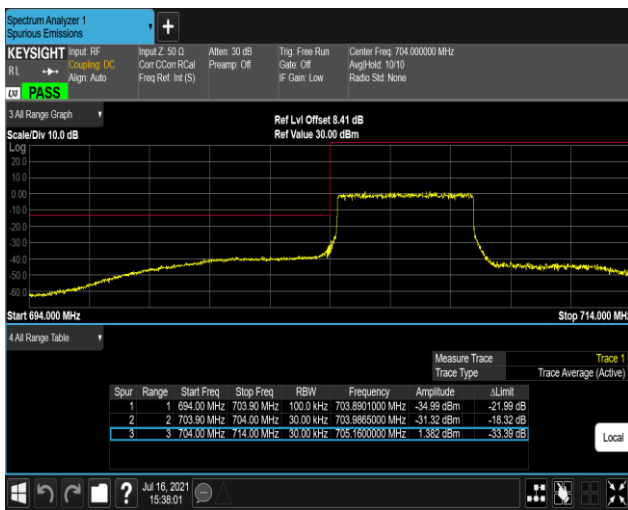 Spectrum Analyzer 1
Spurious Emissions
KEYSIGHT
RL
LXI PASS
Input: RF
Coupling: DC
Align: Auto
Input Z: 50 Ω
Corr CCorr RCal
Freq Ref: Int (S)
Atten: 30 dB
Preamp: Off
Trig: Free Run
Gate: Off
IF Gain: Low
Center Freq: 704.000000 MHz
Avg|Hold: 10/10
Radio Std: None
3 All Range Graph
Scale/Div 10.0 dB
Ref Lvl Offset 8.41 dB
Ref Value 30.00 dBm
Log
20.0
10.0
0.00
-10.0
-20.0
-30.0
-40.0
-50.0
-60.0
Start 694.000 MHz
Stop 714.000 MHz
4 All Range Table
Measure Trace Trace 1
Trace Type Trace Average (Active)
Spur Range Start Freq Stop Freq RBW Frequency Amplitude ΔLimit
1 1 694.00 MHz 703.90 MHz 100.0 kHz 703.8901000 MHz -34.99 dBm -21.99 dB
2 2 703.90 MHz 704.00 MHz 30.00 kHz 703.9865000 MHz -31.32 dBm -18.32 dB
3 3 704.00 MHz 714.00 MHz 30.00 kHz 705.1600000 MHz 1.382 dBm -33.39 dB
Local
?
Jul 16, 2021
15:38:01